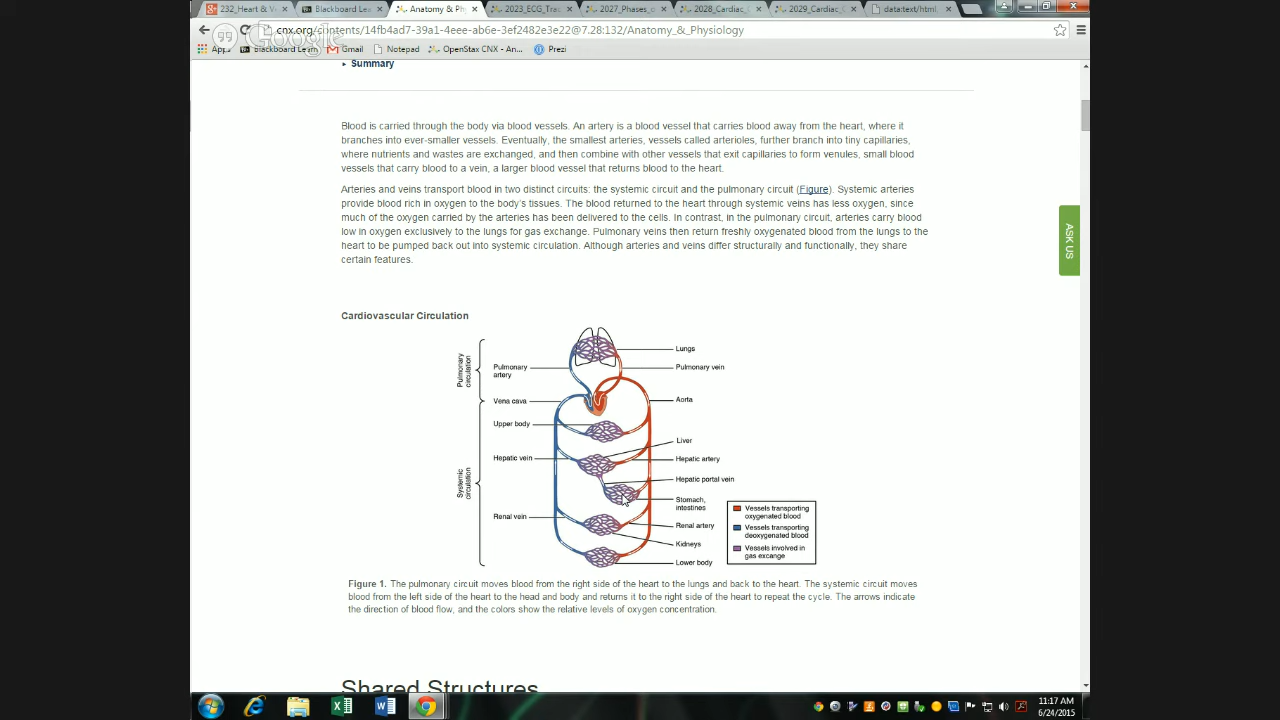 232_Heart & V
Blackboard Lea
Anatomy & Ph
2023_ECG_Trac
2027_Phases_o
2028_Cardiac_C
2029_Cardiac_
data:text/html
cnx.org/contents/14fb4ad7-39a1-4eee-ab6e-3ef2482e3e22@7.28:132/Anatomy_&_Physiology
Google
Apps
Blackboard Learn
Gmail
Notepad
OpenStax CNX - An...
Prezi
Summary
Blood is carried through the body via blood vessels. An artery is a blood vessel that carries blood away from the heart, where it
branches into ever-smaller vessels. Eventually, the smallest arteries, vessels called arterioles, further branch into tiny capillaries,
where nutrients and wastes are exchanged, and then combine with other vessels that exit capillaries to form venules, small blood
vessels that carry blood to a vein, a larger blood vessel that returns blood to the heart.
Arteries and veins transport blood in two distinct circuits: the systemic circuit and the pulmonary circuit (Figure). Systemic arteries
provide blood rich in oxygen to the body's tissues. The blood returned to the heart through systemic veins has less oxygen, since
much of the oxygen carried by the arteries has been delivered to the cells. In contrast, in the pulmonary circuit, arteries carry blood
low in oxygen exclusively to the lungs for gas exchange. Pulmonary veins then return freshly oxygenated blood from the lungs to the
heart to be pumped back out into systemic circulation. Although arteries and veins differ structurally and functionally, they share
certain features.
ASK US
Cardiovascular Circulation
Pulmonary
circulation
Systemic
circulation
Pulmonary
artery
Vena cava
Upper body
Hepatic vein
Renal vein
Lungs
Pulmonary vein
Aorta
Liver
Hepatic artery
Hepatic portal vein
Stomach,
intestines
Renal artery
Kidneys
Lower body
Vessels transporting
oxygenated blood
Vessels transporting
deoxygenated blood
Vessels involved in
gas excange
Figure 1. The pulmonary circuit moves blood from the right side of the heart to the lungs and back to the heart. The systemic circuit moves
blood from the left side of the heart to the head and body and returns it to the right side of the heart to repeat the cycle. The arrows indicate
the direction of blood flow, and the colors show the relative levels of oxygen concentration.
Shared Structures
11:17 AM
6/24/2015